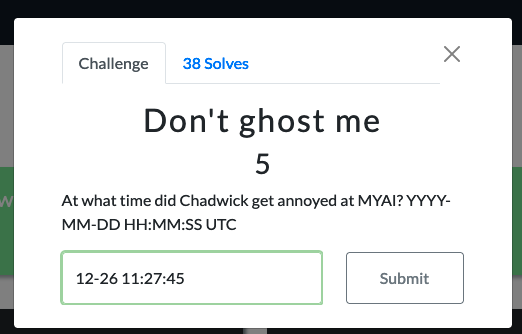 Challenge
38 Solves
Don't ghost me
5
At what time did Chadwick get annoyed at MYAI? YYYY-
MM-DD HH:MM:SS UTC
12-26 11:27:45
Submit